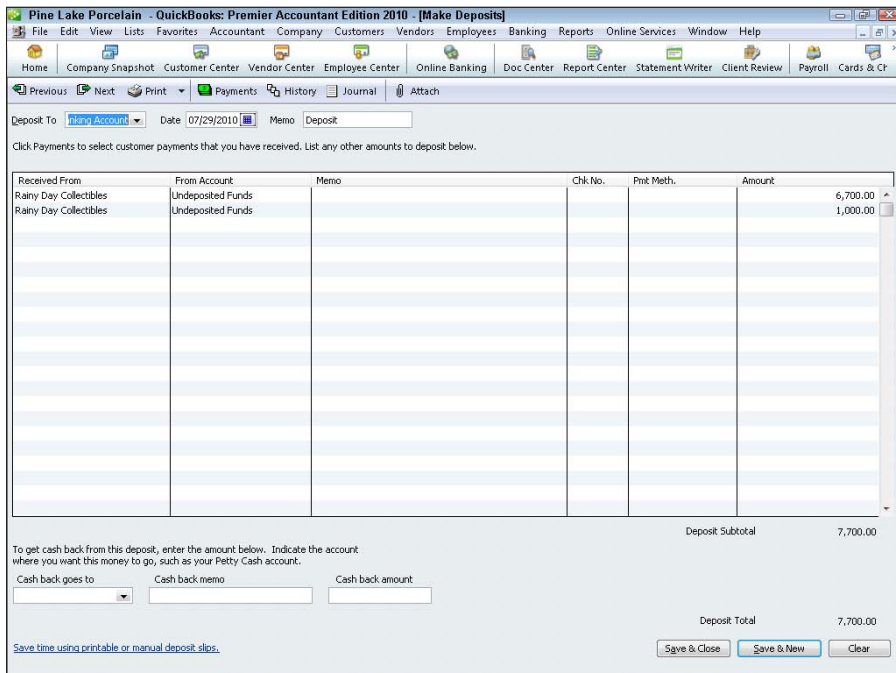 Pine Lake Porcelain - QuickBooks: Premier Accountant Edition 2010 - [Make Deposits]
File Edit View Lists Favorites Accountant Company Customers Vendors Employees Banking Reports Online Services Window Help
Home Company Snapshot Customer Center Vendor Center Employee Center Online Banking Doc Center Report Center Statement Writer Client Review Payroll Cards & Ch
Previous Next Print Payments History Journal Attach
Deposit To nking Account Date 07/29/2010 Memo Deposit
Click Payments to select customer payments that you have received. List any other amounts to deposit below.
Received From From Account Memo Chk No. Pmt Meth. Amount
Rainy Day Collectibles Undeposited Funds 6,700.00
Rainy Day Collectibles Undeposited Funds 1,000.00
Deposit Subtotal 7,700.00
To get cash back from this deposit, enter the amount below. Indicate the account
where you want this money to go, such as your Petty Cash account.
Cash back goes to Cash back memo Cash back amount
Deposit Total 7,700.00
Save time using printable or manual deposit slips.
Save & Close Save & New Clear